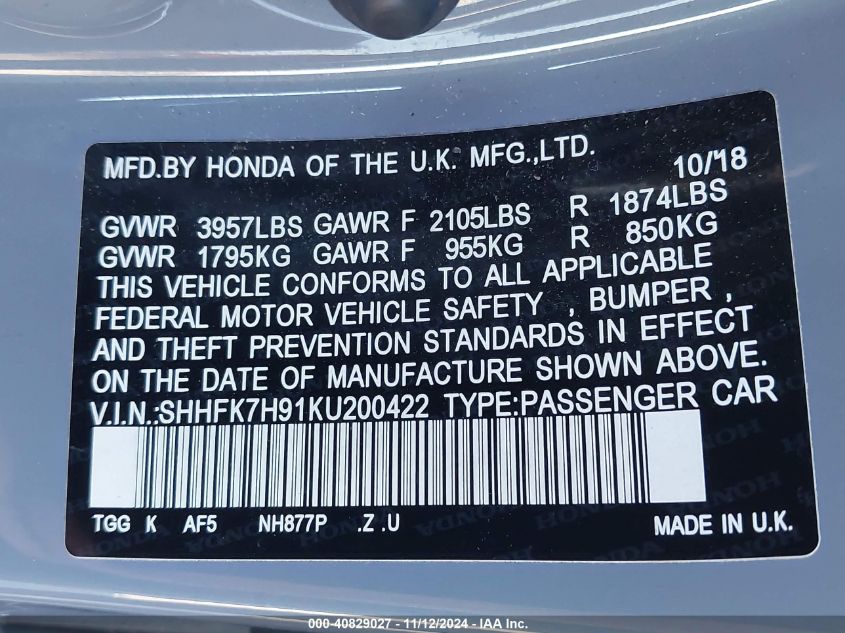 MFD.BY HONDA OF THE U.K. MFG.,LTD. 10/18
GVWR 3957LBS GAWR F 2105LBS R 1874LBS
GVWR 1795KG GAWR F 955KG R 850KG
THIS VEHICLE CONFORMS TO ALL APPLICABLE
FEDERAL MOTOR VEHICLE SAFETY , BUMPER ,
AND THEFT PREVENTION STANDARDS IN EFFECT
ON THE DATE OF MANUFACTURE SHOWN ABOVE.
V.I.N.:SHHFK7H91KU200422 TYPE:PASSENGER CAR
TGG K AF5 NH877P .Z .U MADE IN U.K.
000-40829027 - 11/12/2024 - IAA Inc.